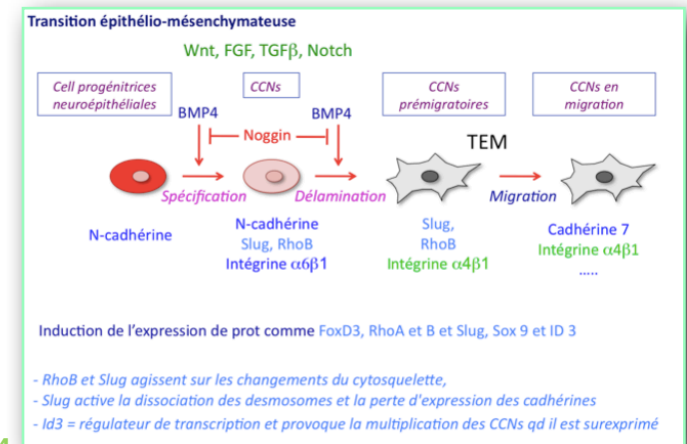 Transition épithélio-mésenchymateuse
Wnt, FGF, TGFβ, Notch
Cell progénitrices neuroépithéliales
CCNs
CCNs prémigratoires
CCNs en migration
BMP4
Noggin
BMP4
TEM
Spécification
Délamination
Migration
N-cadhérine
N-cadhérine
Slug, RhoB
Intégrine α6β1
Slug,
RhoB
Intégrine α4β1
Cadhérine 7
Intégrine α4β1
.....
Induction de l'expression de prot comme FoxD3, RhoA et B et Slug, Sox 9 et ID 3
- RhoB et Slug agissent sur les changements du cytosquelette,
- Slug active la dissociation des desmosomes et la perte d'expression des cadhérines
- Id3 = régulateur de transcription et provoque la multiplication des CCNs qd il est surexprimé